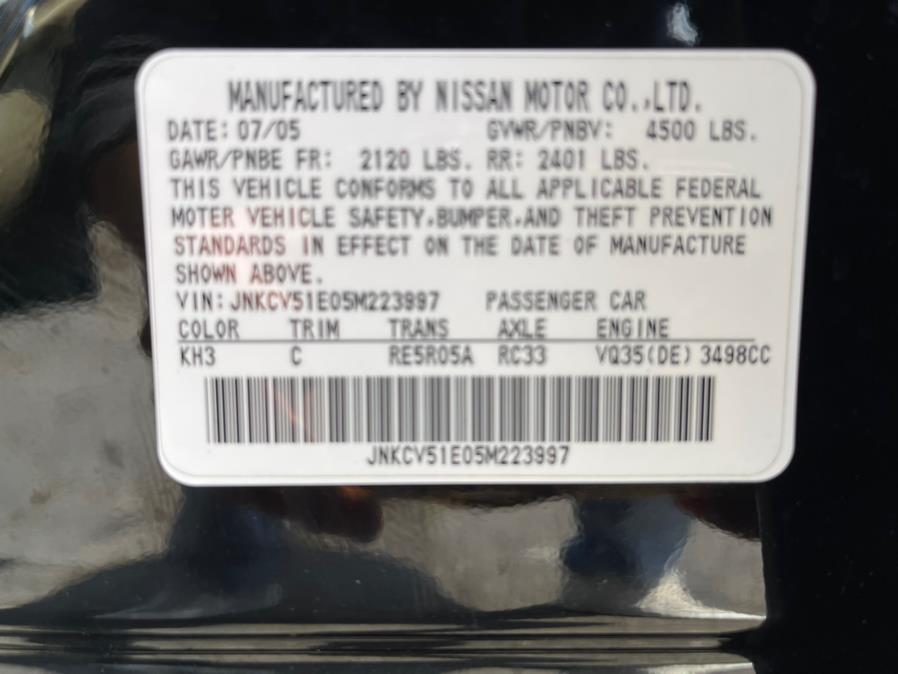 MANUFACTURED BY NISSAN MOTOR CO.,LTD.
DATE: 07/05 GVWR/PNBV: 4500 LBS.
GAWR/PNBE FR: 2120 LBS. RR: 2401 LBS.
THIS VEHICLE CONFORMS TO ALL APPLICABLE FEDERAL
MOTER VEHICLE SAFETY,BUMPER,AND THEFT PREVENTION
STANDARDS IN EFFECT ON THE DATE OF MANUFACTURE
SHOWN ABOVE.
VIN: JNKCV51E05M223997 PASSENGER CAR
COLOR TRIM TRANS AXLE ENGINE
KH3 C RE5R05A RC33 VQ35(DE) 3498CC
JNKCV51E05M223997